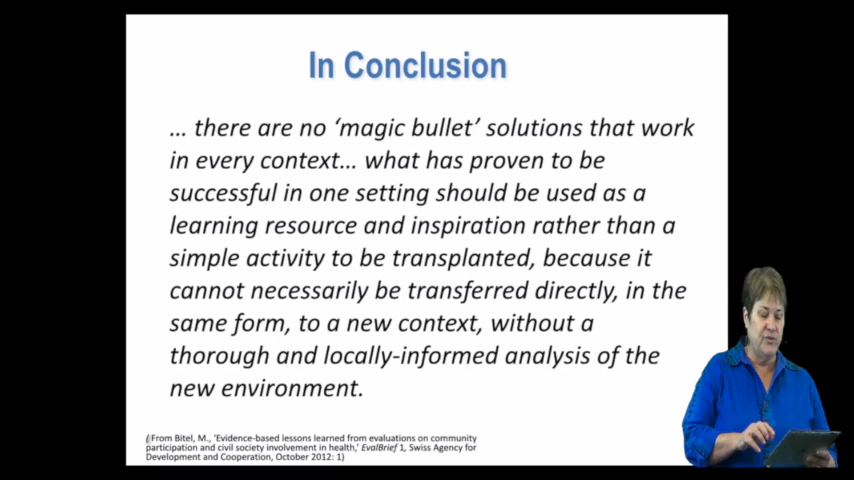 In Conclusion
… there are no ‘magic bullet’ solutions that work
in every context… what has proven to be
successful in one setting should be used as a
learning resource and inspiration rather than a
simple activity to be transplanted, because it
cannot necessarily be transferred directly, in the
same form, to a new context, without a
thorough and locally-informed analysis of the
new environment.
(From Bitel, M., ‘Evidence-based lessons learned from evaluations on community
participation and civil society involvement in health,’ EvalBrief 1, Swiss Agency for
Development and Cooperation, October 2012: 1)